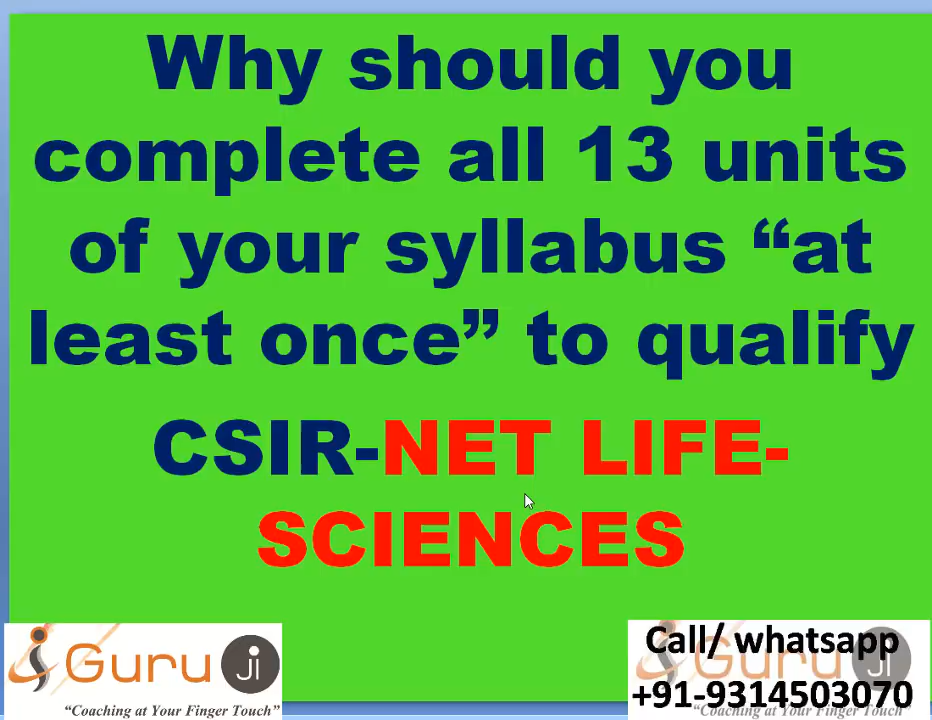 Why should you
complete all 13 units
of your syllabus “at
least once” to qualify
CSIR-NET LIFE-
SCIENCES
Guru JI
“Coaching at Your Finger Touch”
Call/ whatsapp
JI
+91-9314503070
“Coaching at Your Finger Touch”